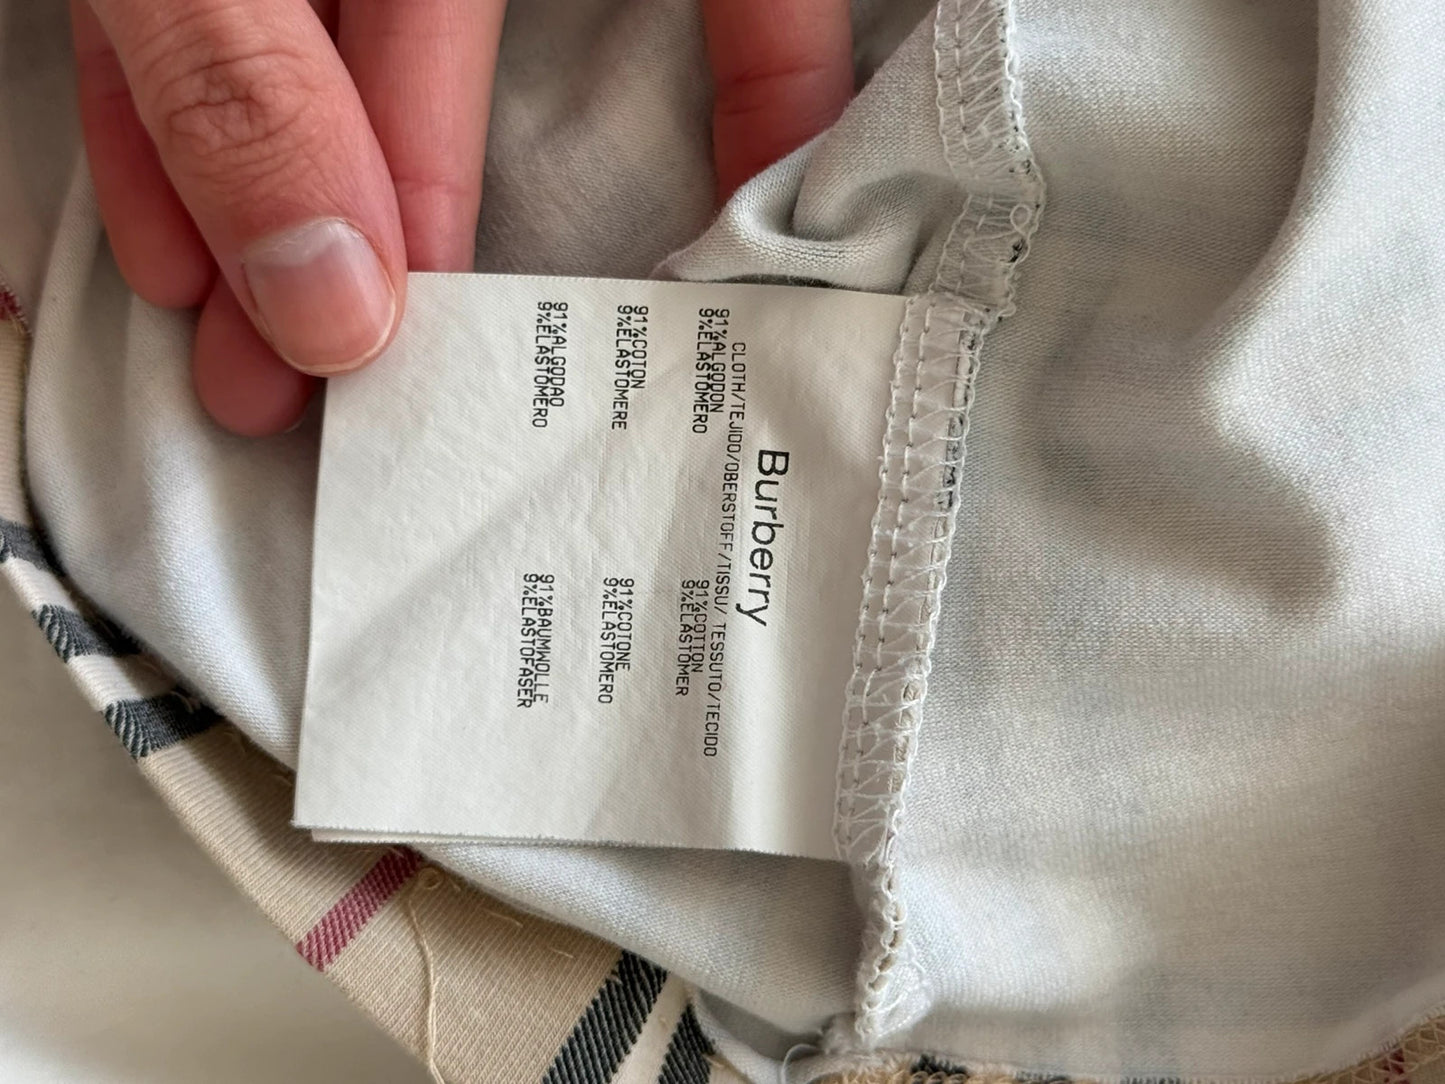 Burberry
CLOTH/TEJIDO/OBERSTOFF/TISSU/ TESSUTO/TECIDO
91%ALGODON
9%ELASTOMERO
91%COTTON
9%ELASTOMER
91%COTON
9%ELASTOMERE
91%COTONE
9%ELASTOMERO
91%ALGODAO
9%ELASTOMERO
91%BAUMWOLLE
9%ELASTOFASER